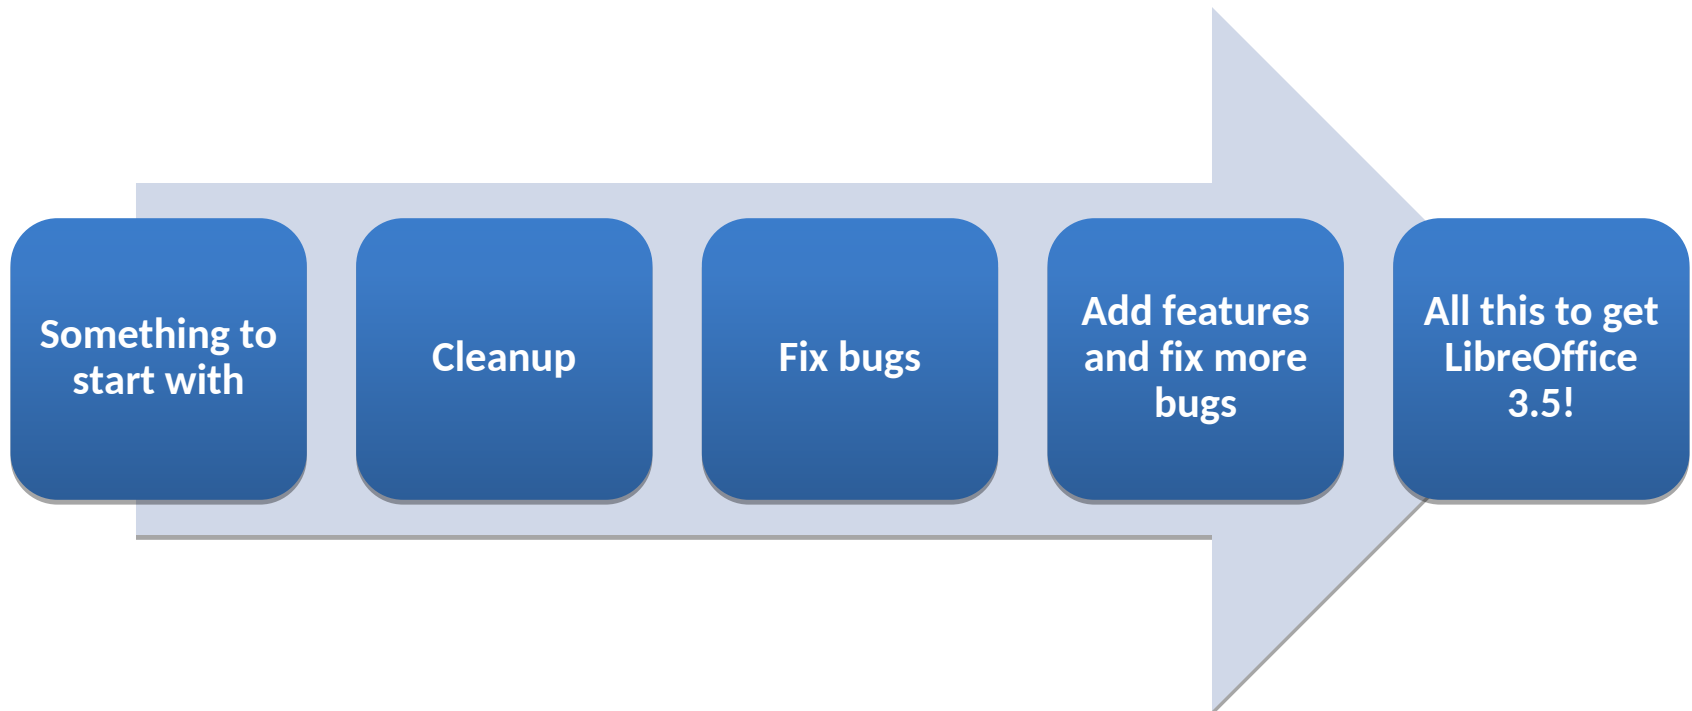 Something to
start with
Cleanup
Fix bugs
Add features
and fix more
bugs
All this to get
LibreOffice
3.5!